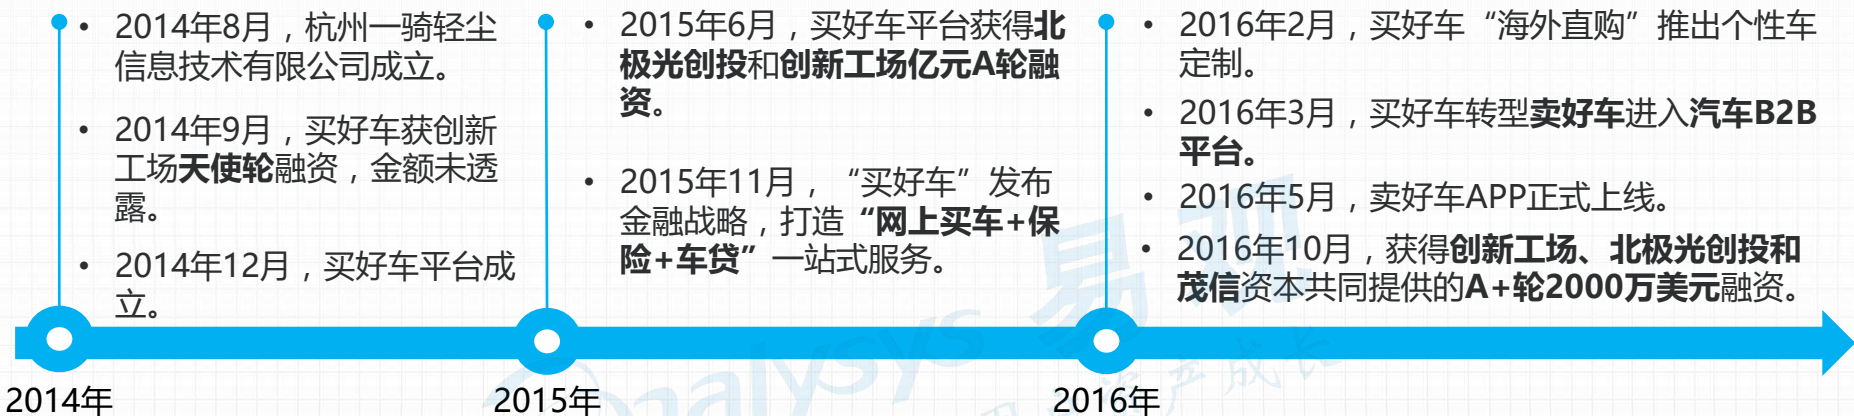 • 2014年8月，杭州一骑轻尘
信息技术有限公司成立。
• 2014年9月，买好车获创新
工场天使轮融资，金额未透
露。
• 2014年12月，买好车平台成
立。
• 2015年6月，买好车平台获得北
极光创投和创新工场亿元A轮融
资。
• 2015年11月，“买好车”发布
金融战略，打造“网上买车+保
险+车贷”一站式服务。
• 2016年2月，买好车“海外直购”推出个性车
定制。
• 2016年3月，买好车转型卖好车进入汽车B2B
平台。
• 2016年5月，卖好车APP正式上线。
• 2016年10月，获得创新工场、北极光创投和
茂信资本共同提供的A+轮2000万美元融资。
2014年
2015年
2016年
analysys 易观